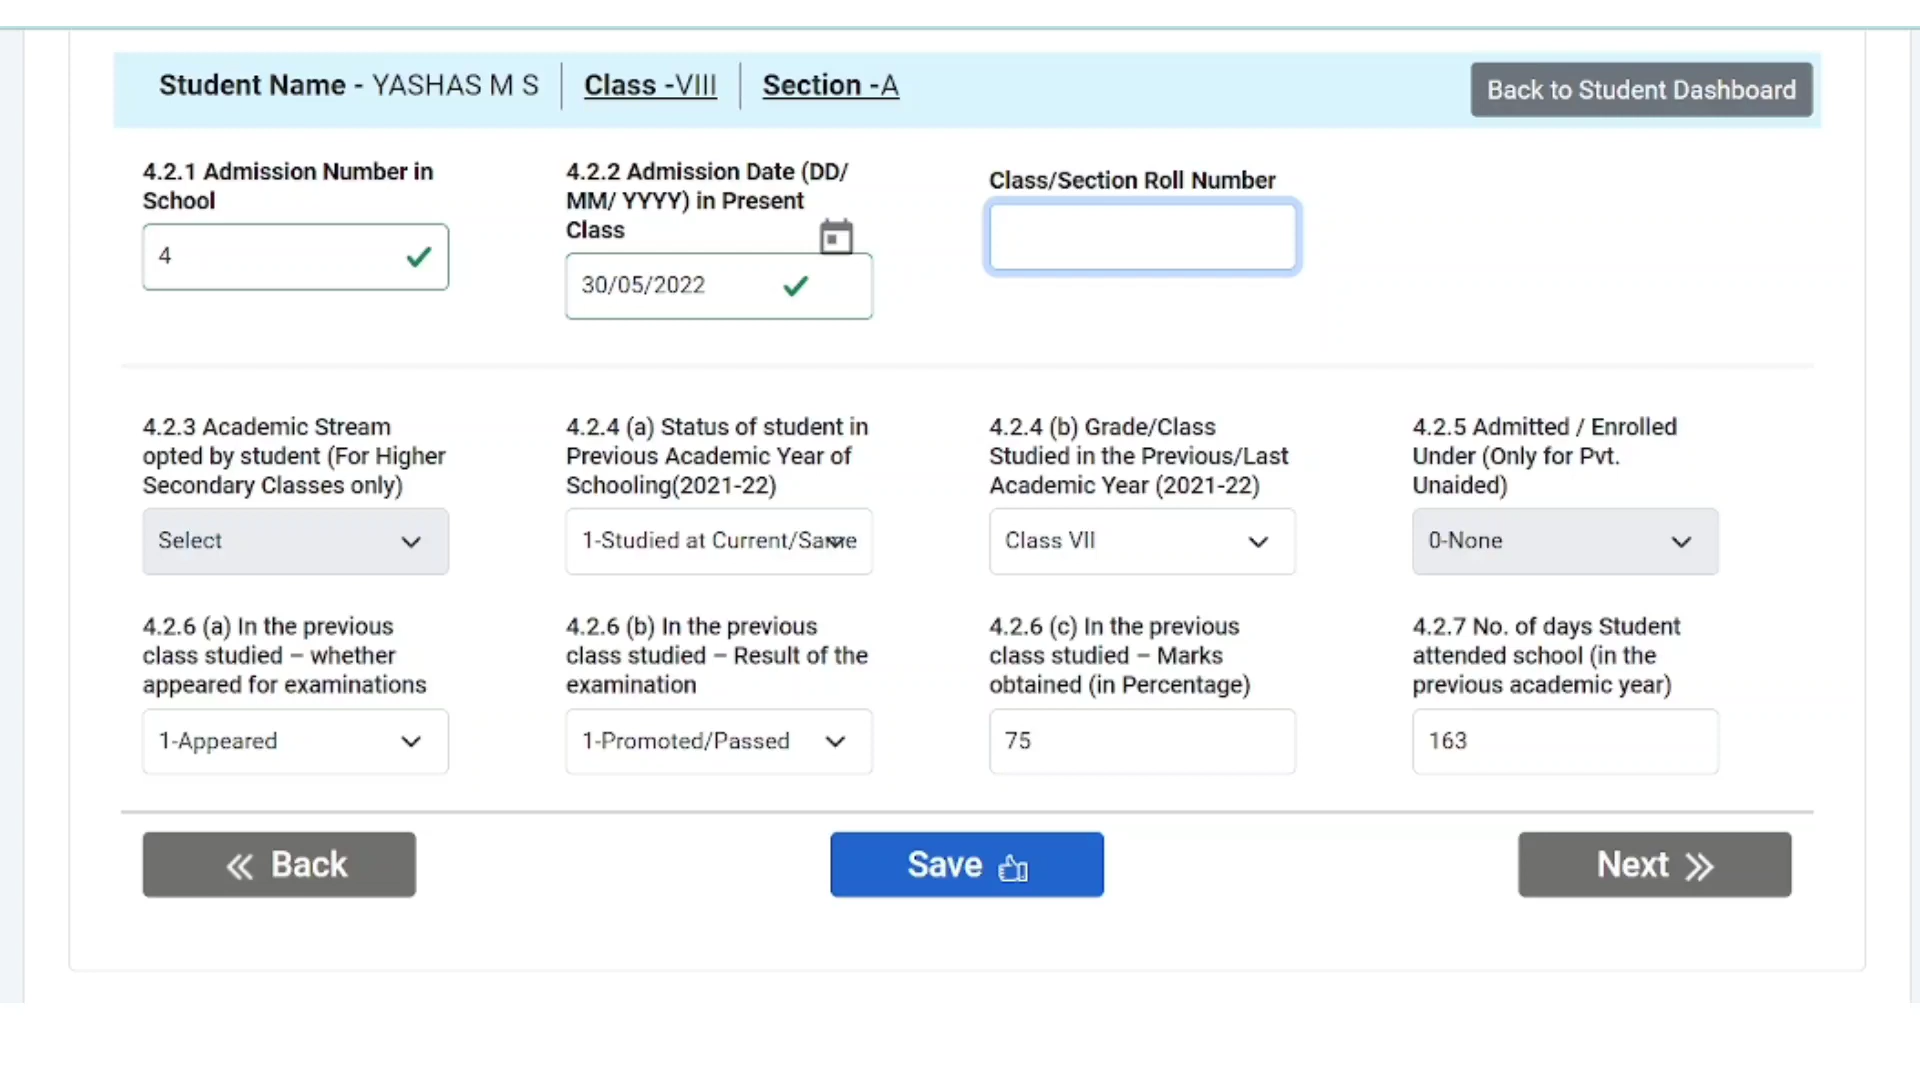 Student Name - YASHAS M S Class -VIII Section -A Back to Student Dashboard
4.2.1 Admission Number in School
4
4.2.2 Admission Date (DD/
MM/ YYYY) in Present
Class
30/05/2022
Class/Section Roll Number
4.2.3 Academic Stream
opted by student (For Higher
Secondary Classes only)
Select
4.2.4 (a) Status of student in
Previous Academic Year of
Schooling(2021-22)
1-Studied at Current/Same
4.2.4 (b) Grade/Class
Studied in the Previous/Last
Academic Year (2021-22)
Class VII
4.2.5 Admitted / Enrolled
Under (Only for Pvt.
Unaided)
0-None
4.2.6 (a) In the previous
class studied – whether
appeared for examinations
1-Appeared
4.2.6 (b) In the previous
class studied – Result of the
examination
1-Promoted/Passed
4.2.6 (c) In the previous
class studied – Marks
obtained (in Percentage)
75
4.2.7 No. of days Student
attended school (in the
previous academic year)
163
Back
Save
Next